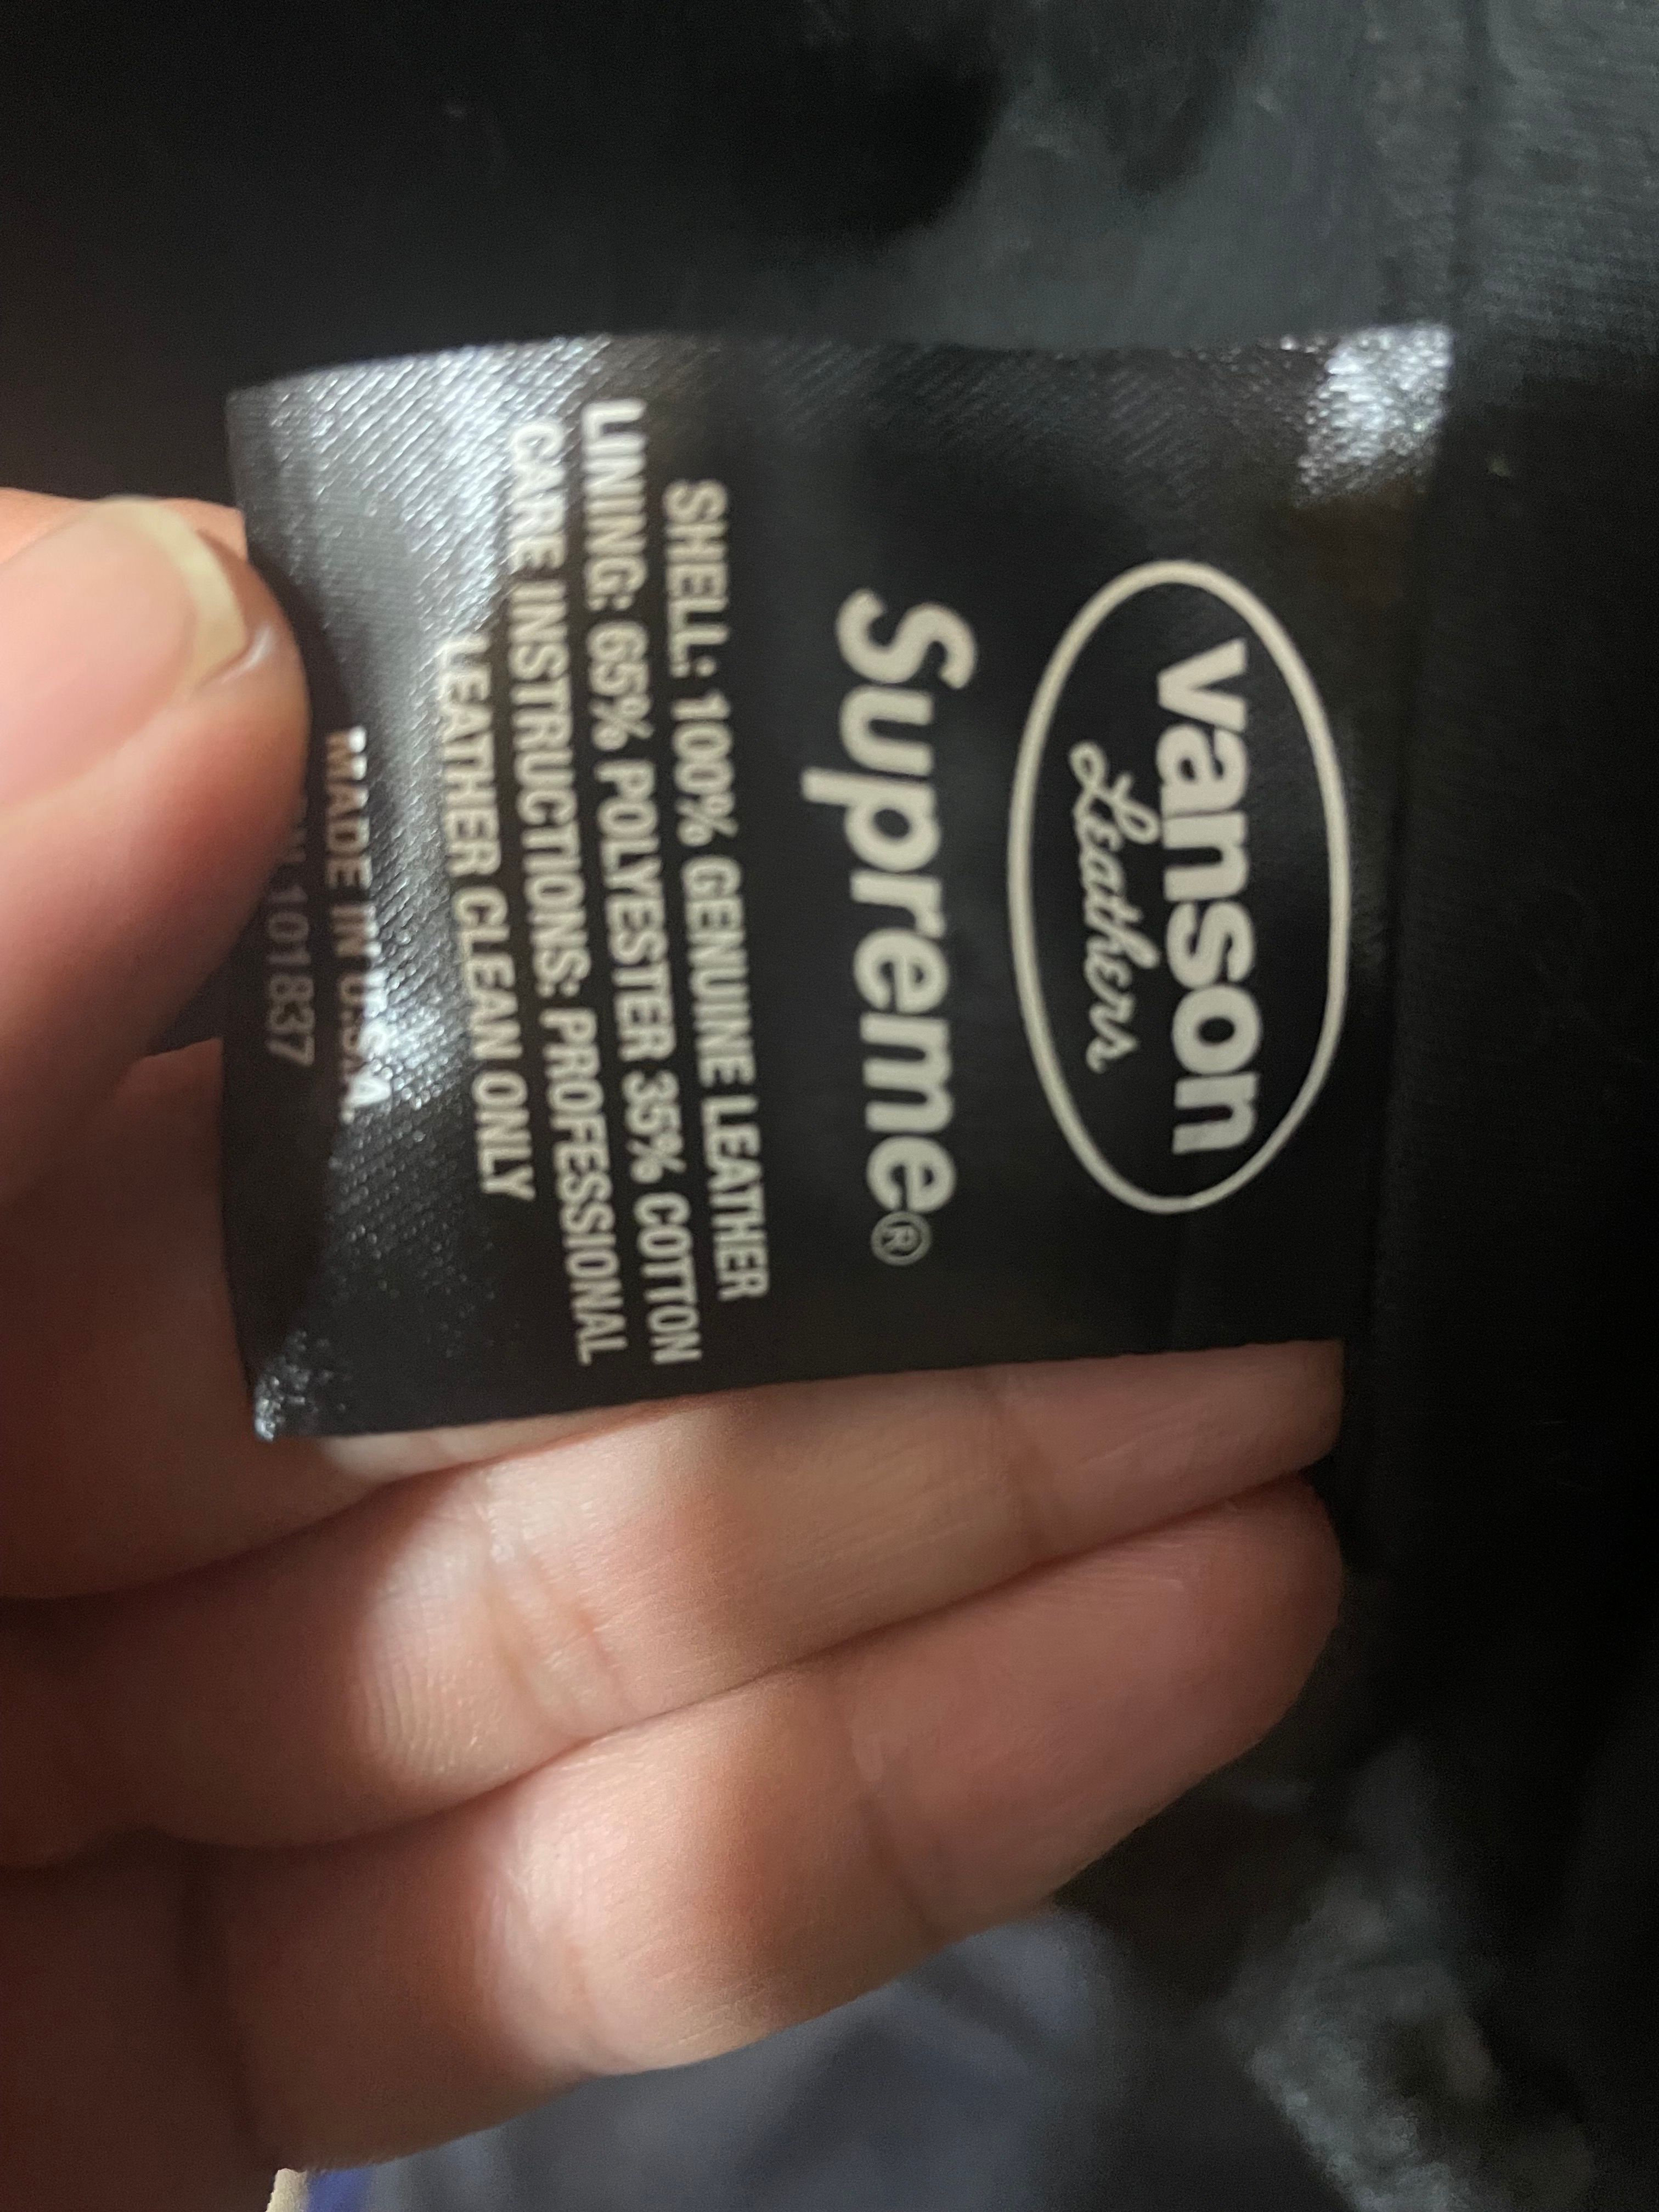 vanson
Leathers
Supreme®
SHELL: 100% GENUINE LEATHER
LINING: 65% POLYESTER 35% COTTON
CARE INSTRUCTIONS: PROFESSIONAL
LEATHER CLEAN ONLY
MADE IN U.S.A.
101837